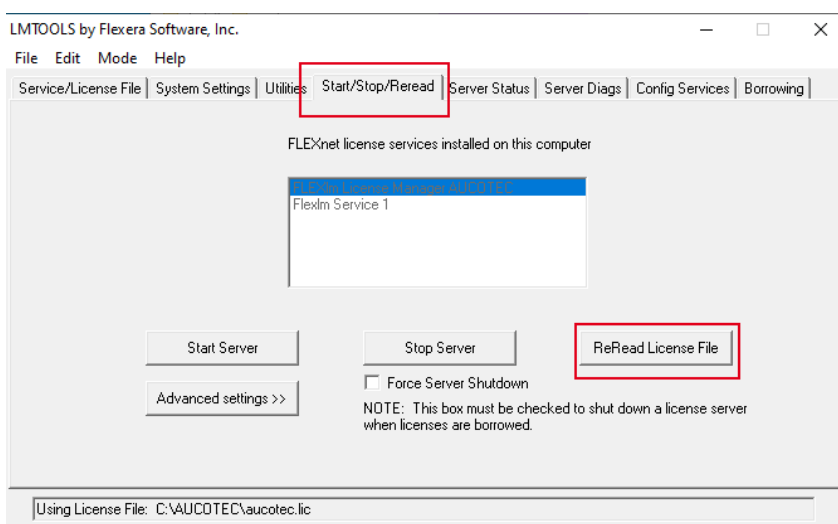 LMTOOLS by Flexera Software, Inc.
File Edit Mode Help
Service/License File System Settings Utilities Start/Stop/Reread Server Status Server Diags Config Services Borrowing
FLEXnet license services installed on this computer
FLEXlm License Manager AUCOTEC
Flexlm Service 1
Start Server Stop Server ReRead License File
Force Server Shutdown
Advanced settings >>
NOTE: This box must be checked to shut down a license server
when licenses are borrowed.
Using License File: C:\AUCOTEC\aucotec.lic